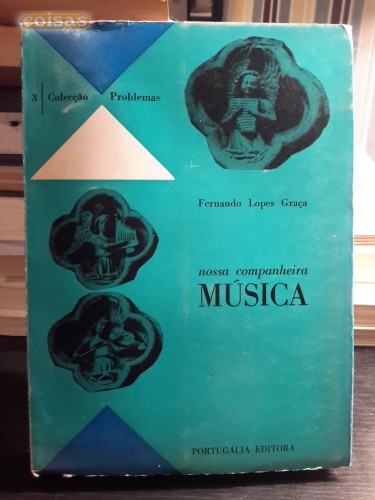 coisas
3 | Colecção Problemas
Fernando Lopes Graça
nossa companheira
MÚSICA
PORTUGÁLIA EDITORA